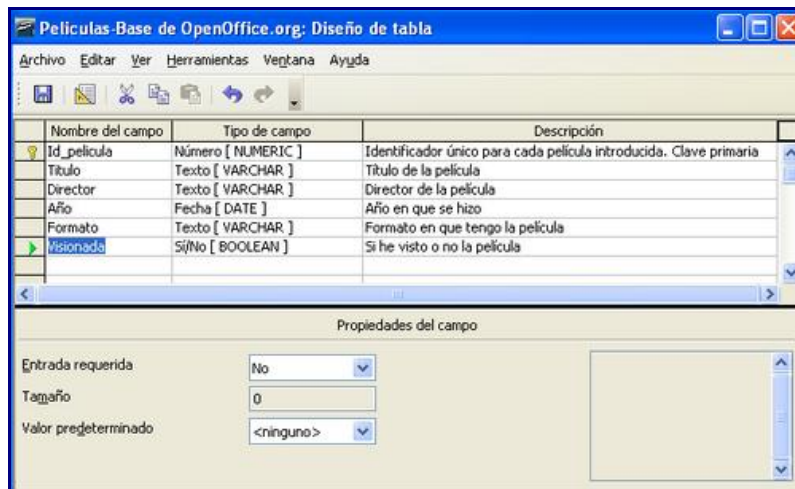 Peliculas-Base de OpenOffice.org: Diseño de tabla
Archivo Editar Ver Herramientas Ventana Ayuda
Nombre del campo Tipo de campo Descripción
Id_pelicula Número [ NUMERIC ] Identificador único para cada película introducida. Clave primaria
Título Texto [ VARCHAR ] Título de la película
Director Texto [ VARCHAR ] Director de la película
Año Fecha [ DATE ] Año en que se hizo
Formato Texto [ VARCHAR ] Formato en que tengo la película
Visionada Sí/No [ BOOLEAN ] Si he visto o no la película
Propiedades del campo
Entrada requerida No
Tamaño 0
Valor predeterminado <ninguno>